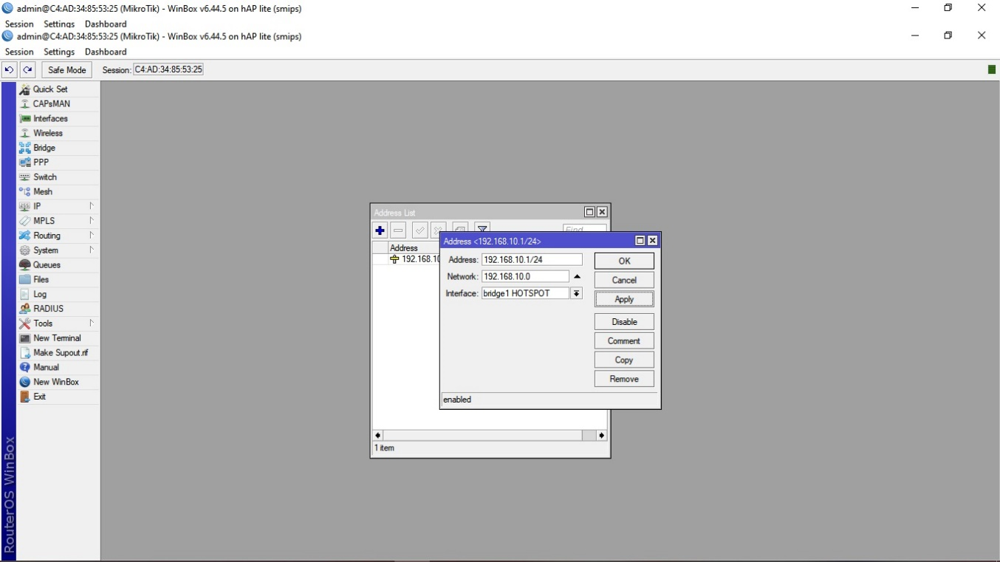 admin@C4:AD:34:85:53:25 (MikroTik) - WinBox v6.44.5 on hAP lite (smips)
Session Settings Dashboard
admin@C4:AD:34:85:53:25 (MikroTik) - WinBox v6.44.5 on hAP lite (smips)
Session Settings Dashboard
Safe Mode Session: C4:AD:34:85:53:25
Quick Set
CAPsMAN
Interfaces
Wireless
Bridge
PPP
Switch
Mesh
IP
MPLS
Routing
System
Queues
Files
Log
RADIUS
Tools
New Terminal
Make Supout.rif
Manual
New WinBox
Exit
RouterOS WinBox
Address List
Find
Address
192.168.10
1 item
Address <192.168.10.1/24>
Address: 192.168.10.1/24
Network: 192.168.10.0
Interface: bridge1 HOTSPOT
OK
Cancel
Apply
Disable
Comment
Copy
Remove
enabled